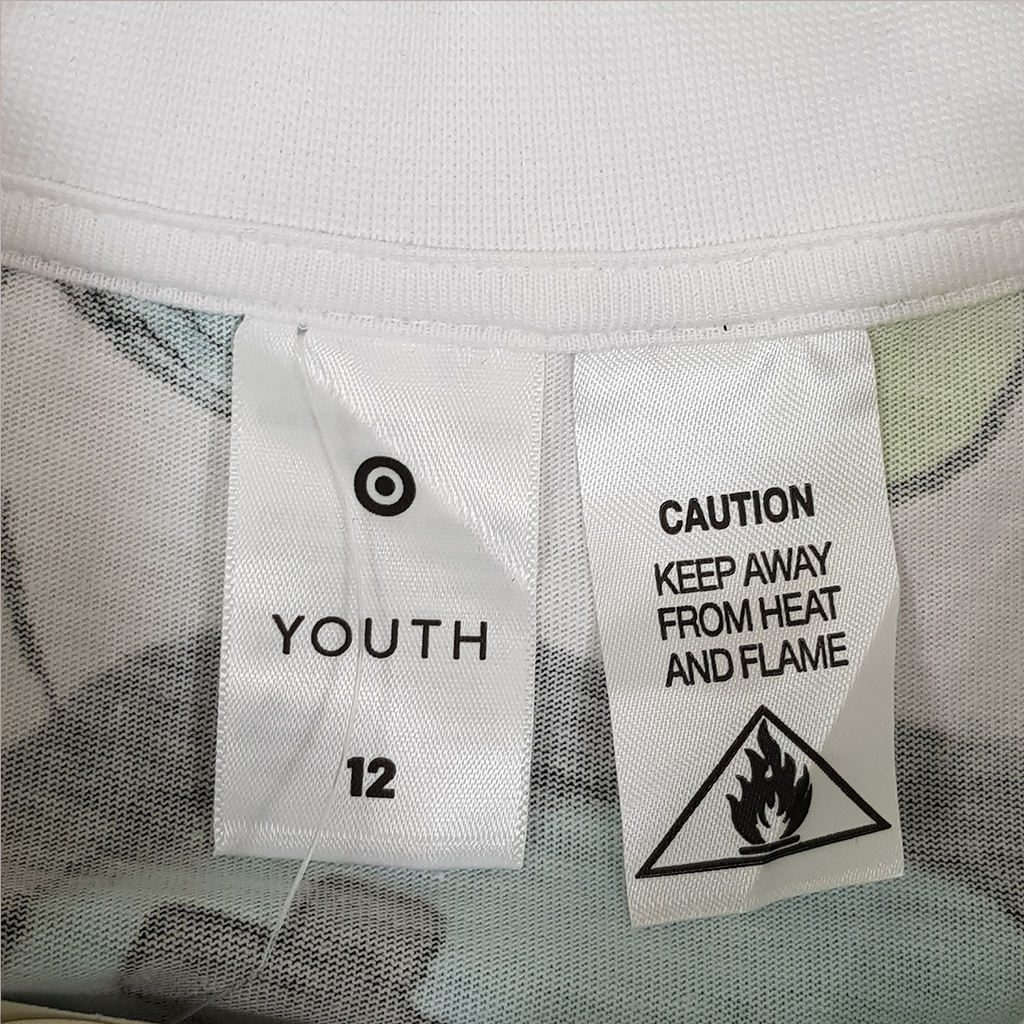 YOUTH
12
CAUTION
KEEP AWAY
FROM HEAT
AND FLAME